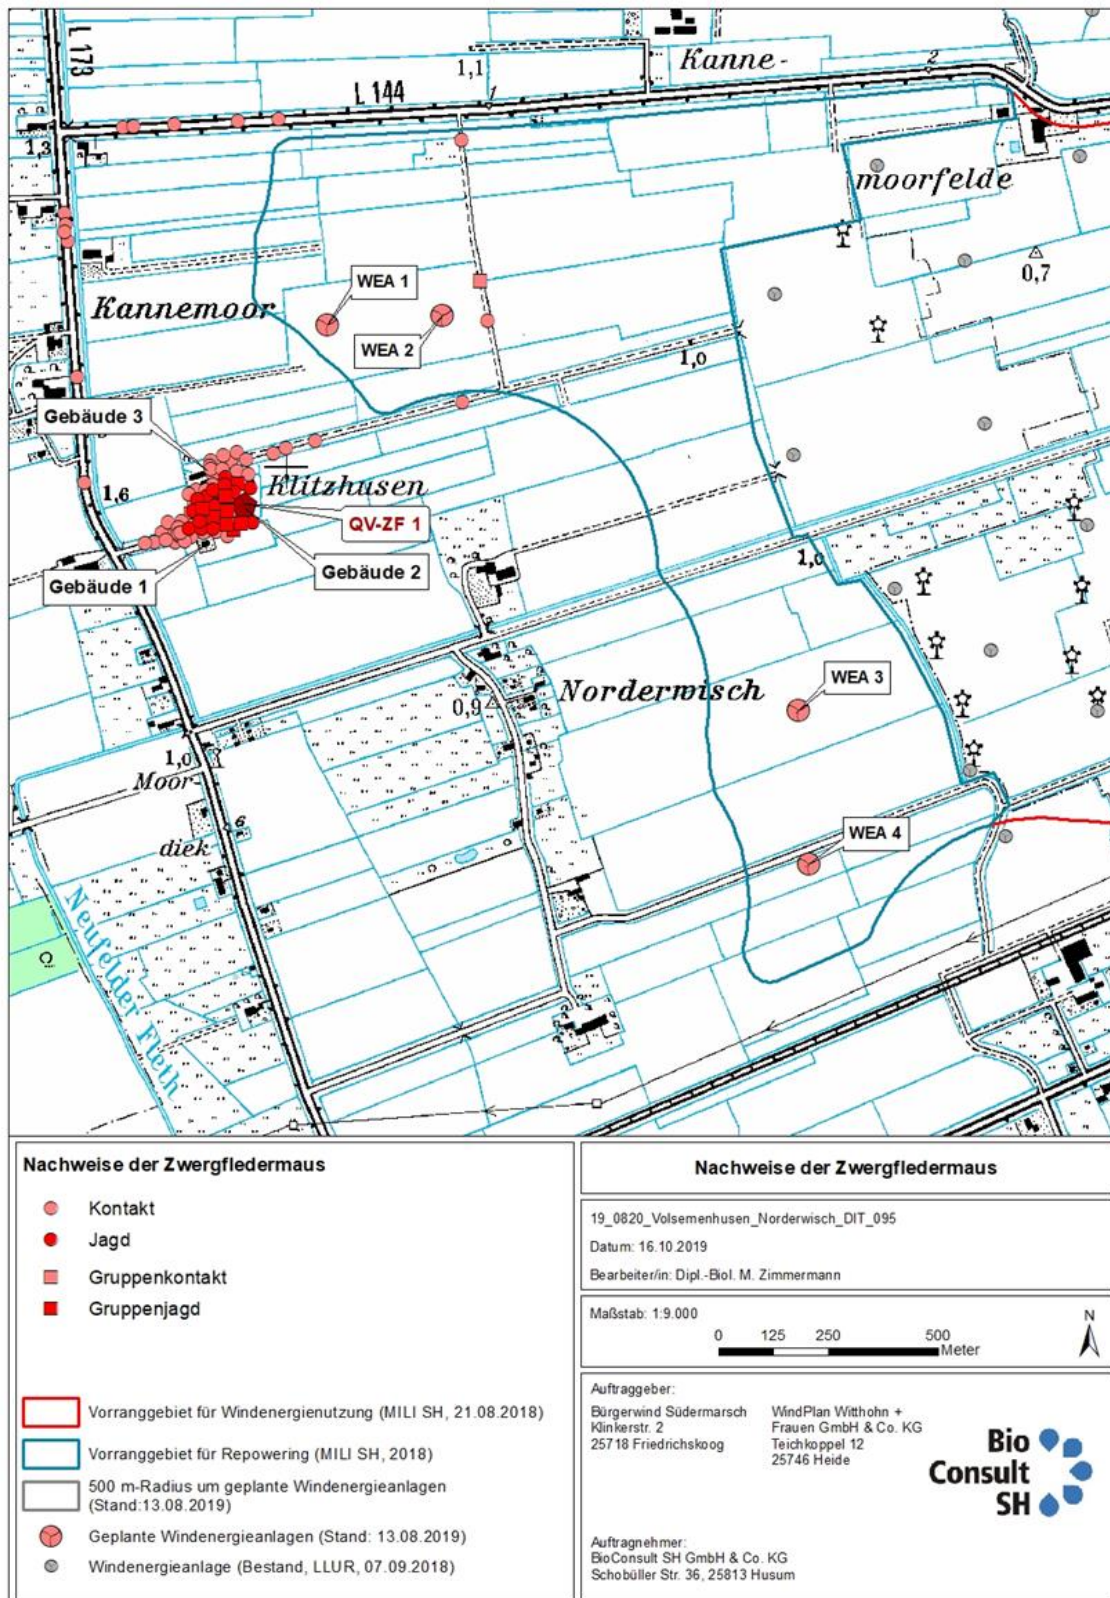 L 173
Kanne-
1,1
2
L 144
1
1,3
moorfelde
0,7
WEA 1
Kannemoor
WEA 2
1,0
Gebäude 3
Klitzhusen
1,6
QV-ZF 1
Gebäude 2
Gebäude 1
1,0
WEA 3
Norderwisch
0,9
1,0
Moor-
diek
WEA 4
Neufelder Fleth
Nachweise der Zwergfledermaus
Kontakt
Jagd
Gruppenkontakt
Gruppenjagd
Vorranggebiet für Windenergienutzung (MILI SH, 21.08.2018)
Vorranggebiet für Repowering (MILI SH, 2018)
500 m-Radius um geplante Windenergieanlagen
(Stand:13.08.2019)
Geplante Windenergieanlagen (Stand: 13.08.2019)
Windenergieanlage (Bestand, LLUR, 07.09.2018)
Nachweise der Zwergfledermaus
19_0820_Volsemenhusen_Norderwisch_DIT_095
Datum: 16.10.2019
Bearbeiter/in: Dipl.-Biol. M. Zimmermann
Maßstab: 1:9.000
0 125 250 500
Meter
N
Auftraggeber:
Bürgerwind Südermarsch
Klinkerstr. 2
25718 Friedrichskoog
WindPlan Witthohn +
Frauen GmbH & Co. KG
Teichkoppel 12
25746 Heide
Bio
Consult
SH
Auftragnehmer:
BioConsult SH GmbH & Co. KG
Schobüller Str. 36, 25813 Husum